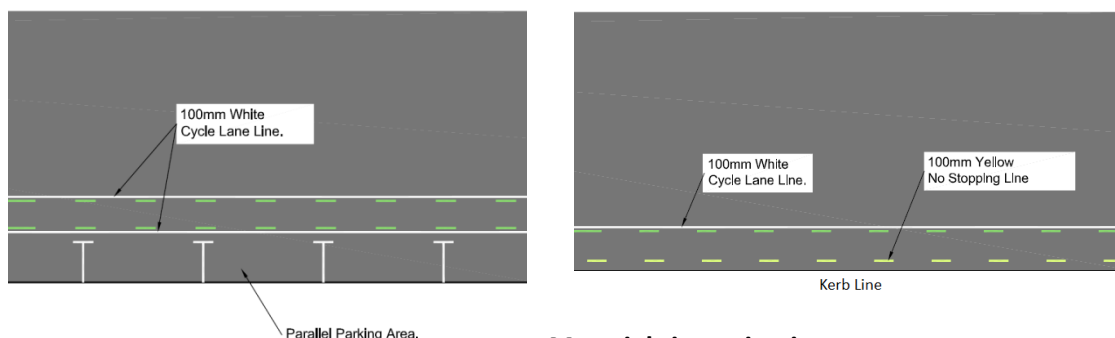 100mm White
Cycle Lane Line.
Parallel Parking Area.
100mm White
Cycle Lane Line.
100mm Yellow
No Stopping Line
Kerb Line